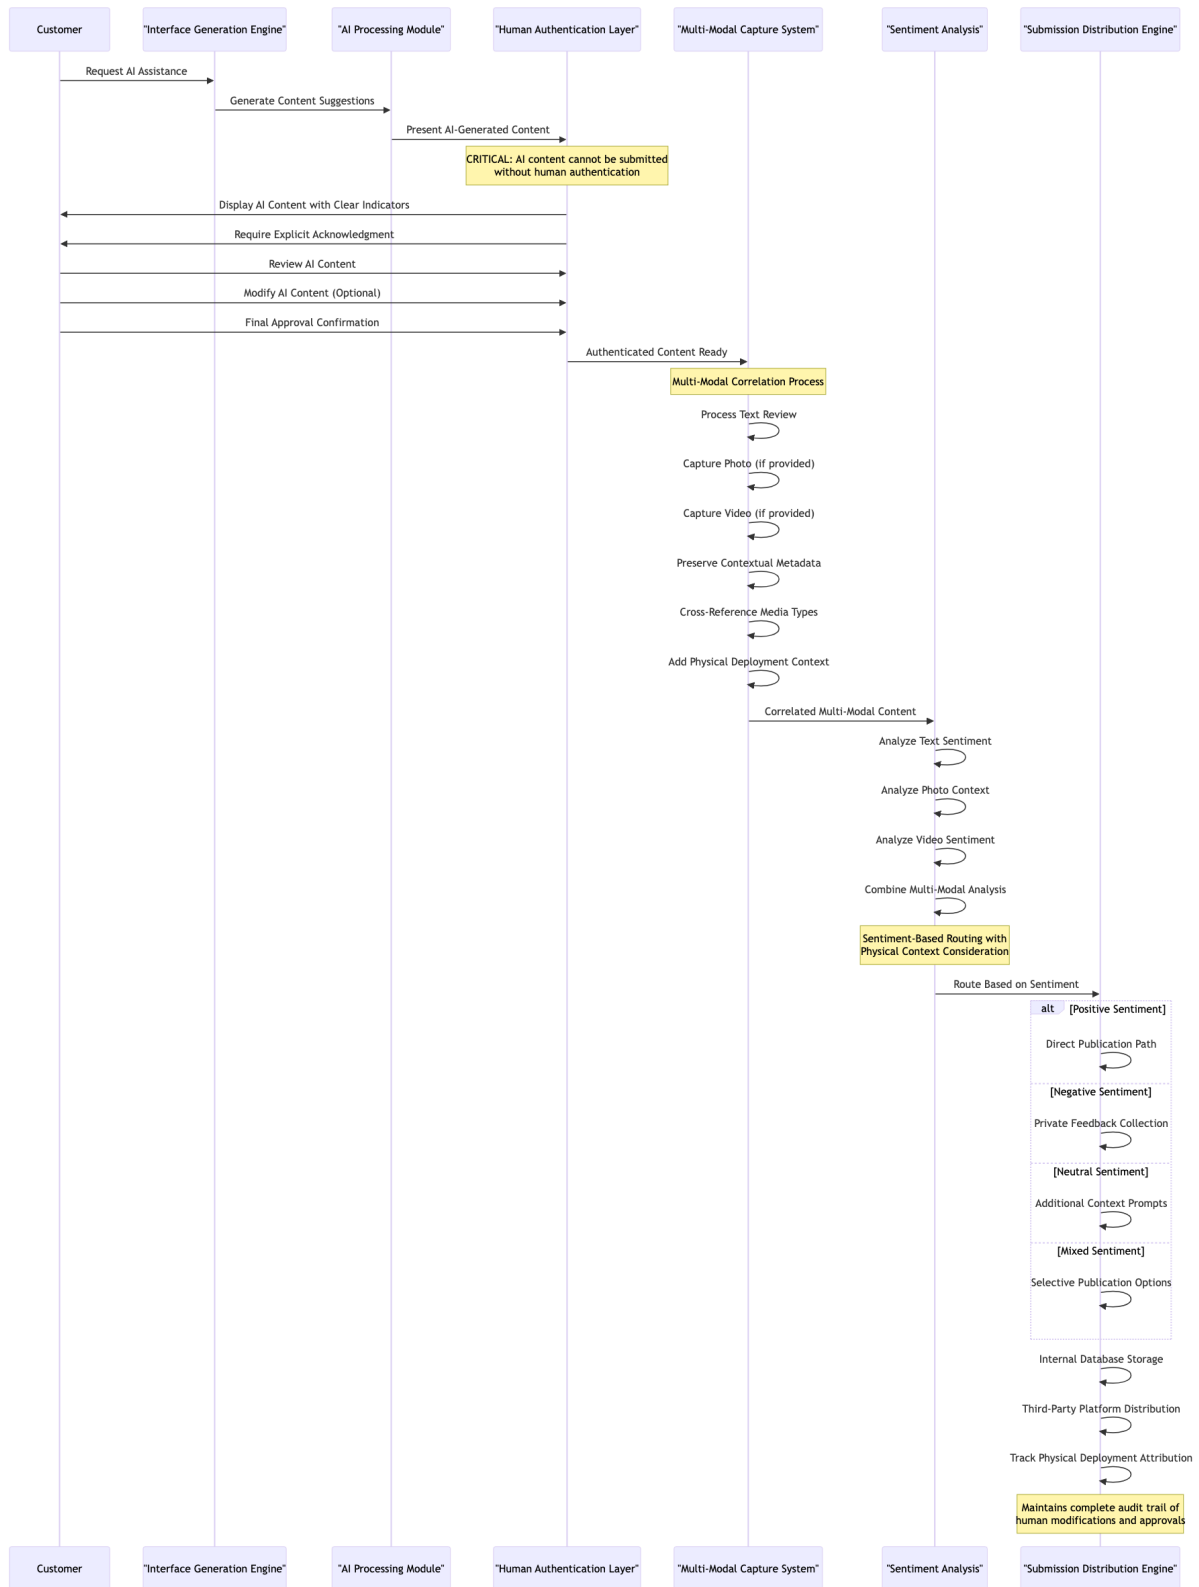 Customer
"Interface Generation Engine"
"AI Processing Module"
"Human Authentication Layer"
"Multi-Modal Capture System"
"Sentiment Analysis"
"Submission Distribution Engine"
Request AI Assistance
Generate Content Suggestions
Present AI-Generated Content
CRITICAL: AI content cannot be submitted
without human authentication
Display AI Content with Clear Indicators
Require Explicit Acknowledgment
Review AI Content
Modify AI Content (Optional)
Final Approval Confirmation
Authenticated Content Ready
Multi-Modal Correlation Process
Process Text Review
Capture Photo (if provided)
Capture Video (if provided)
Preserve Contextual Metadata
Cross-Reference Media Types
Add Physical Deployment Context
Correlated Multi-Modal Content
Analyze Text Sentiment
Analyze Photo Context
Analyze Video Sentiment
Combine Multi-Modal Analysis
Sentiment-Based Routing with
Physical Context Consideration
Route Based on Sentiment
alt [Positive Sentiment]
Direct Publication Path
[Negative Sentiment]
Private Feedback Collection
[Neutral Sentiment]
Additional Context Prompts
[Mixed Sentiment]
Selective Publication Options
Internal Database Storage
Third-Party Platform Distribution
Track Physical Deployment Attribution
Maintains complete audit trail of
human modifications and approvals
Customer
"Interface Generation Engine"
"AI Processing Module"
"Human Authentication Layer"
"Multi-Modal Capture System"
"Sentiment Analysis"
"Submission Distribution Engine"